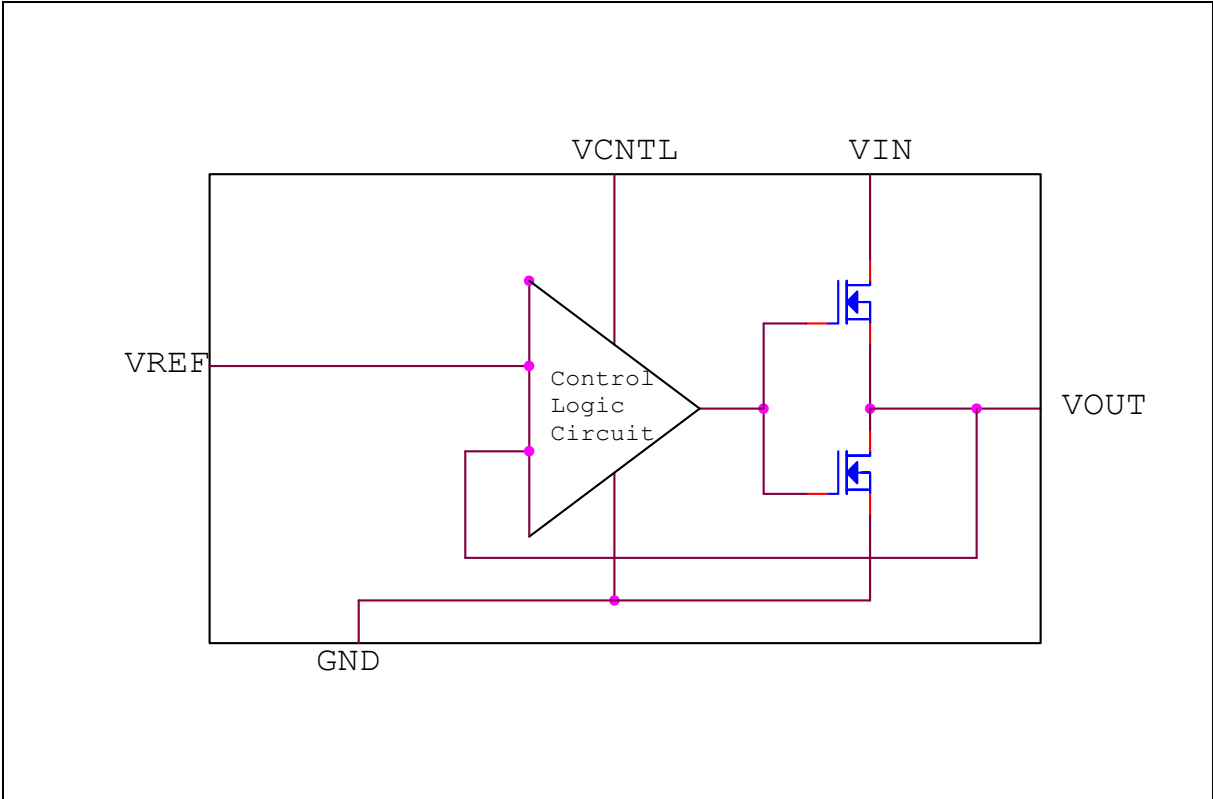 VCNTL
VIN
VREF
Control
Logic
Circuit
VOUT
GND